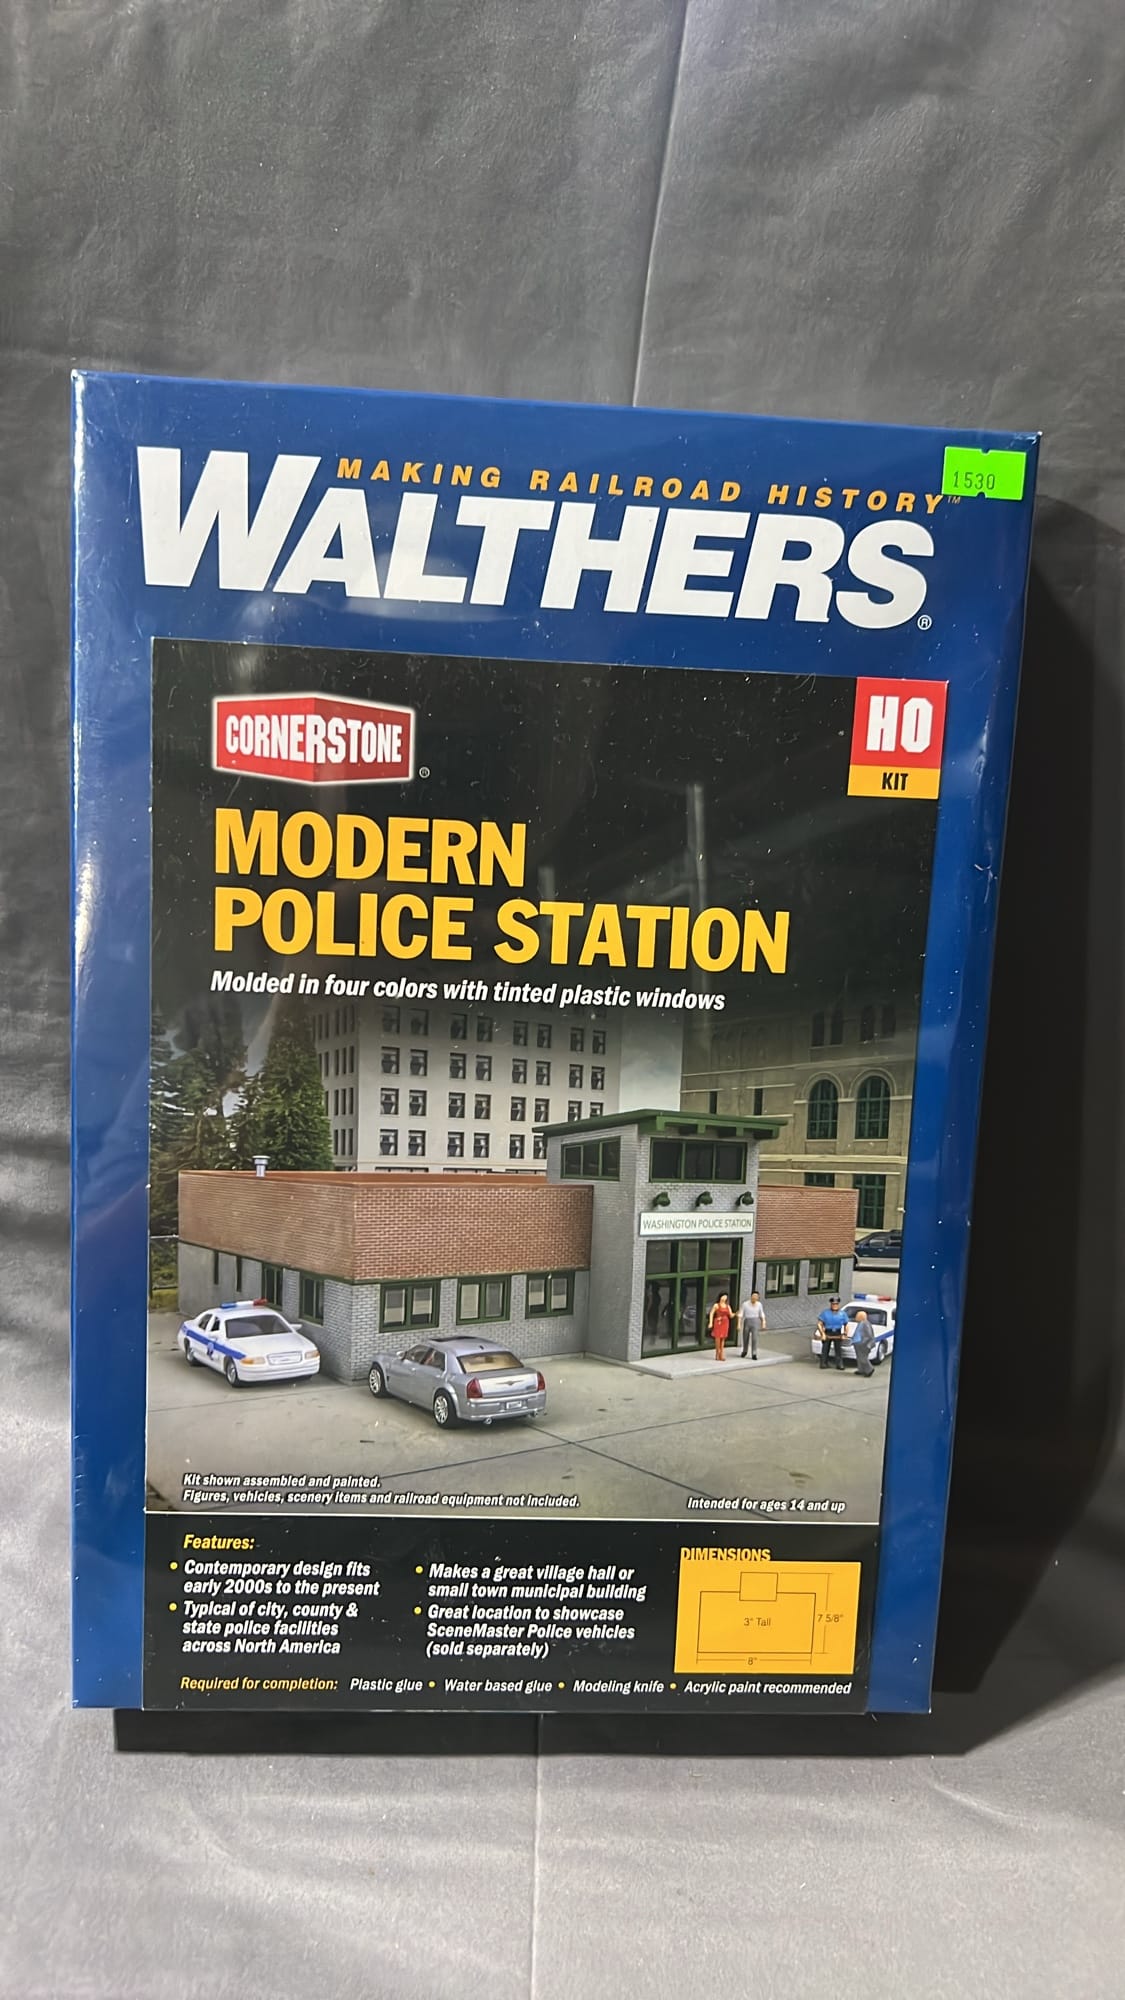 MAKING RAILROAD HISTORY™
1530
WALTHERS®
CORNERSTONE®
HO
KIT
MODERN
POLICE STATION
Molded in four colors with tinted plastic windows
WASHINGTON POLICE STATION
Kit shown assembled and painted.
Figures, vehicles, scenery items and railroad equipment not included.
Intended for ages 14 and up
Features:
• Contemporary design fits
early 2000s to the present
• Typical of city, county &
state police facilities
across North America
• Makes a great village hall or
small town municipal building
• Great location to showcase
SceneMaster Police vehicles
(sold separately)
DIMENSIONS
3" Tall
7 5/8"
8"
Required for completion: Plastic glue • Water based glue • Modeling knife • Acrylic paint recommended